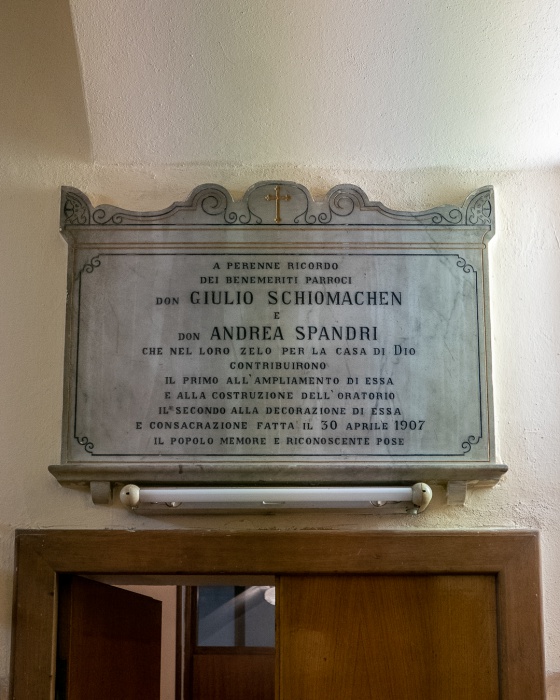 A PERENNE RICORDO
DEI BENEMERITI PARROCI
DON GIULIO SCHIOMACHEN
E
DON ANDREA SPANDRI
CHE NEL LORO ZELO PER LA CASA DI DIO
CONTRIBUIRONO
IL PRIMO ALL'AMPLIAMENTO DI ESSA
E ALLA COSTRUZIONE DELL'ORATORIO
IL SECONDO ALLA DECORAZIONE DI ESSA
E CONSACRAZIONE FATTA IL 30 APRILE 1907
IL POPOLO MEMORE E RICONOSCENTE POSE